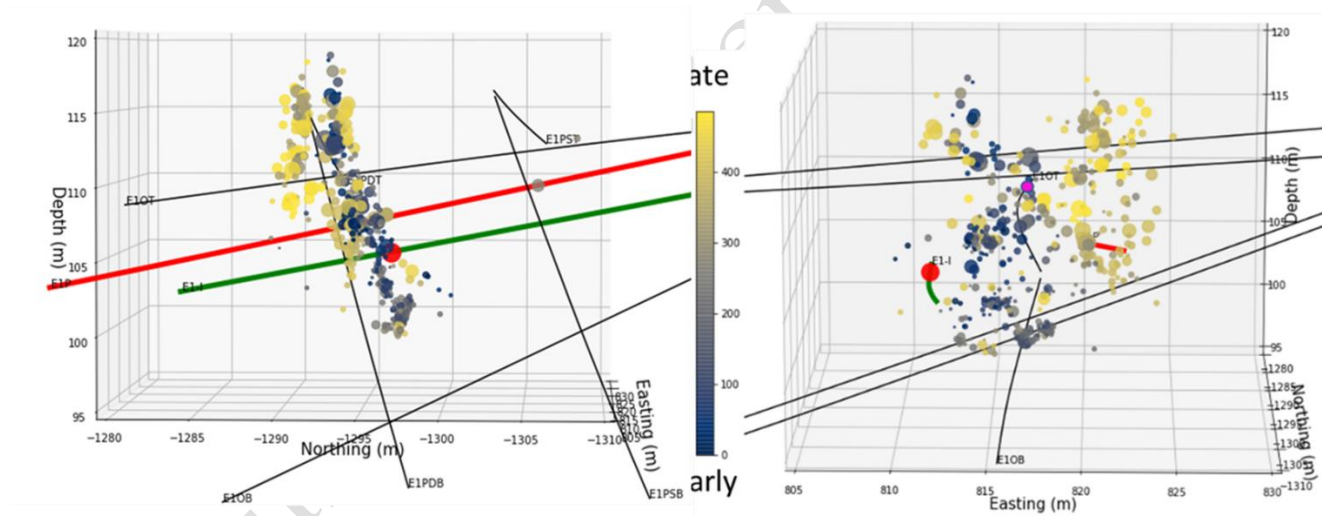 120
115
110
105
100
95
Depth (m)
−1280
−1285
−1290
−1295
−1300
−1305
−1310
Northing (m)
830
Easting (m)
E1OT
E1PST
PDT
E1P
E1-I
E1OB
E1PDB
E1PSB
ate
400
300
200
100
0
arly
120
115
110
105
100
95
Depth (m)
−1280
−1285
−1310
Northing (m)
805
810
815
820
825
830
Easting (m)
E1OT
E1-I
P
E1OB